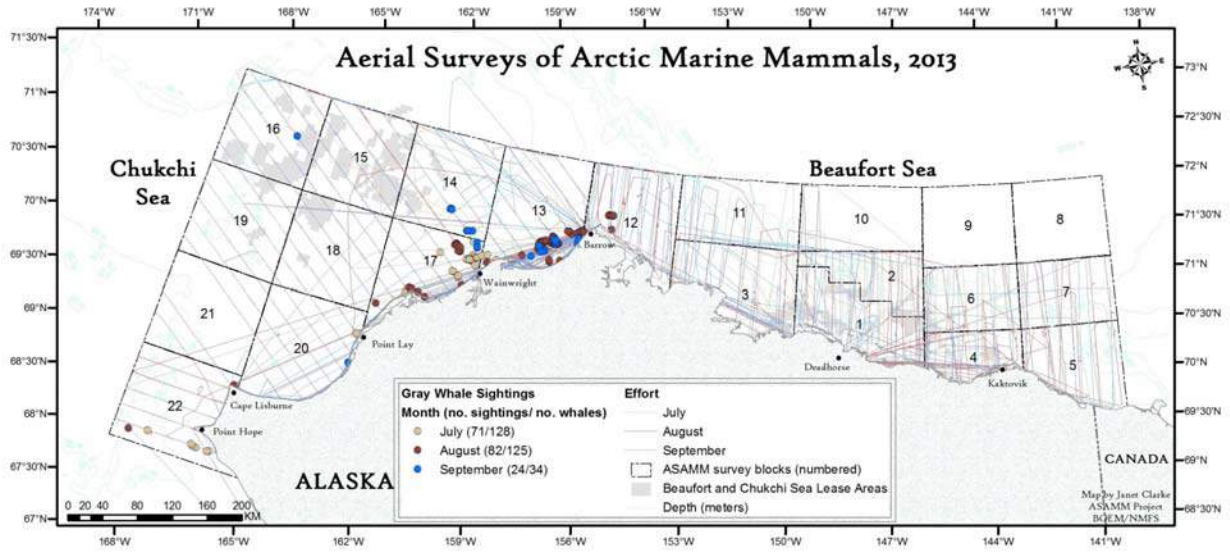 174°W 171°W 168°W 165°W 162°W 159°W 156°W 153°W 150°W 147°W 144°W 141°W 138°W
71°30'N
71°N
70°30'N
70°N
69°30'N
69°N
68°30'N
68°N
67°30'N
67°N
Aerial Surveys of Arctic Marine Mammals, 2013
N
W E
S
73°N
72°30'N
72°N
71°30'N
71°N
70°30'N
70°N
69°30'N
69°N
68°30'N
Chukchi
Sea
Beaufort Sea
16
15
14
13
12
11
10
9
8
19
18
17
3
2
1
6
7
21
20
4
5
22
Barrow
Wainwright
Point Lay
Cape Lisburne
Point Hope
Deadhorse
Kaktovik
ALASKA
CANADA
Gray Whale Sightings
Month (no. sightings/ no. whales)
July (71/128)
August (82/125)
September (24/34)
Effort
July
August
September
ASAMM survey blocks (numbered)
Beaufort and Chukchi Sea Lease Areas
Depth (meters)
0 20 40 80 120 160 200
KM
Map by Janet Clarke
ASAMM Project
BOEM/NMFS
168°W 165°W 162°W 159°W 156°W 153°W 150°W 147°W 144°W 141°W